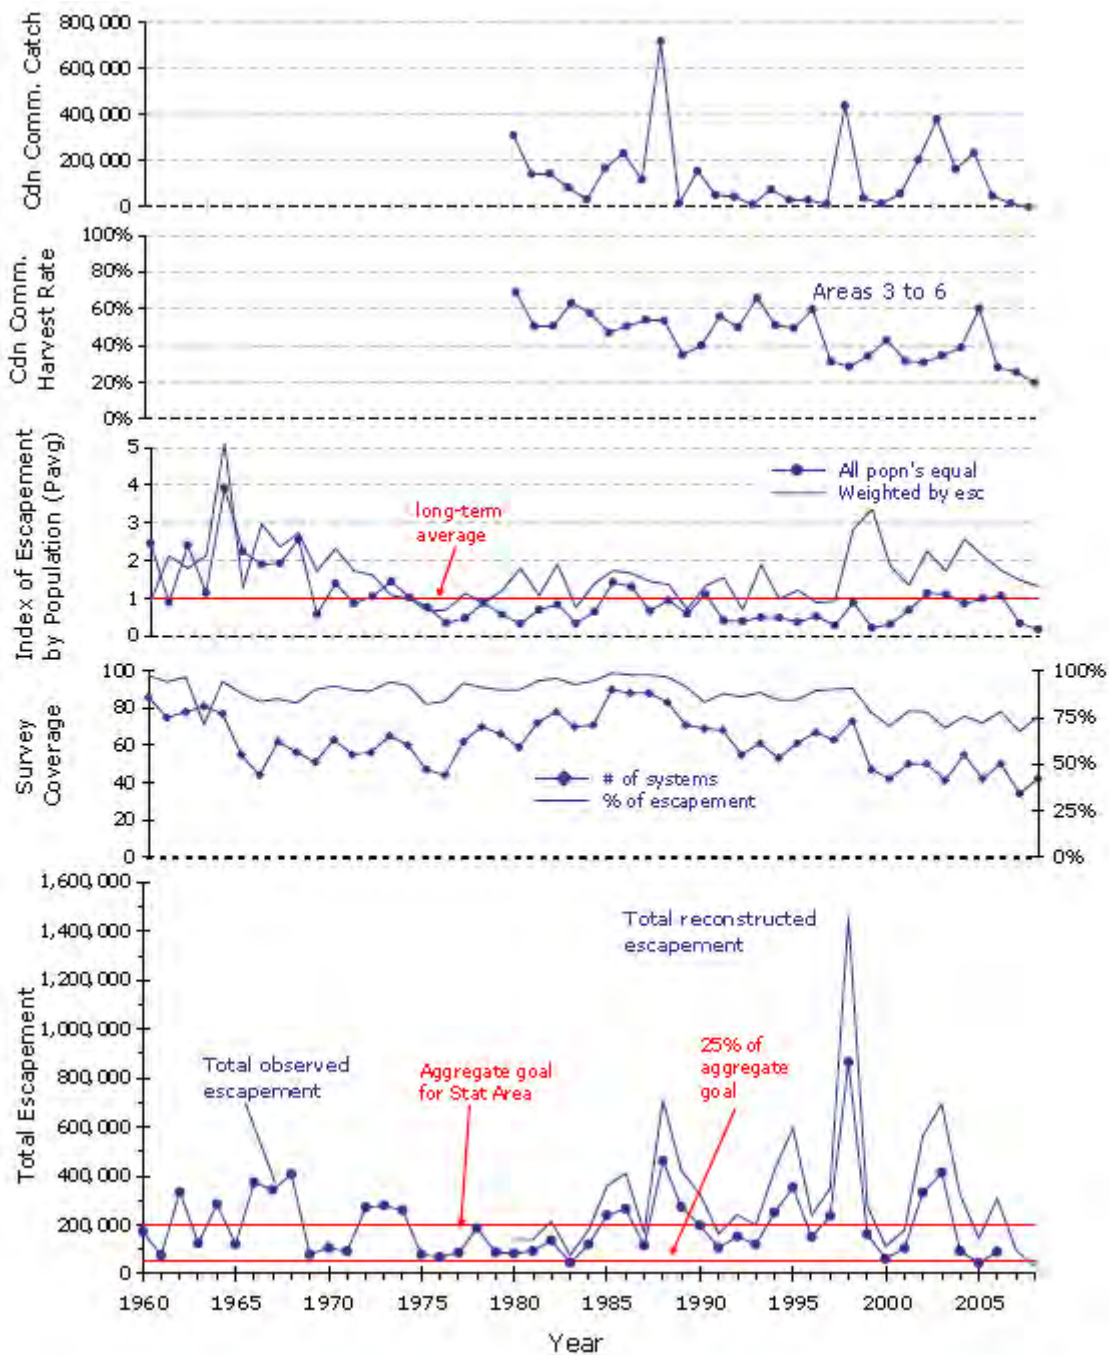 Cdn Comm. Catch
800,000
600,000
400,000
200,000
0
Cdn Comm.
Harvest Rate
100%
80%
60%
40%
20%
0%
Areas 3 to 6
Index of Escapement
by Population (Pavg)
5
4
3
2
1
0
long-term
average
All popn's equal
Weighted by esc
Survey
Coverage
100
80
60
40
20
0
# of systems
% of escapement
100%
75%
50%
25%
0%
Total Escapement
1,600,000
1,400,000
1,200,000
1,000,000
800,000
600,000
400,000
200,000
0
Total observed
escapement
Aggregate goal
for Stat Area
Total reconstructed
escapement
25% of
aggregate
goal
1960 1965 1970 1975 1980 1985 1990 1995 2000 2005
Year